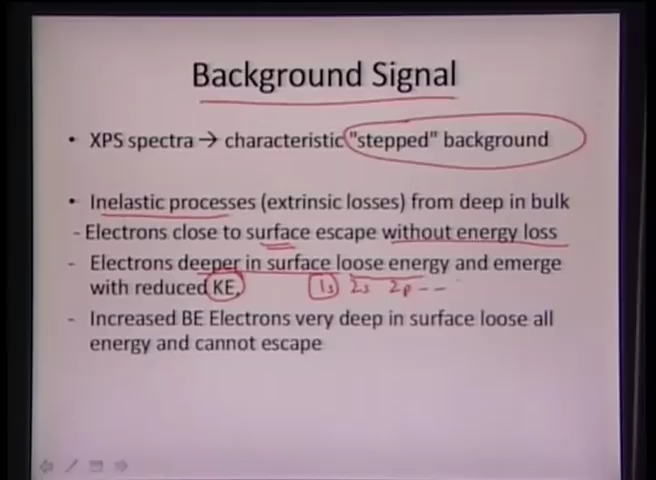 Background Signal
• XPS spectra → characteristic "stepped" background
• Inelastic processes (extrinsic losses) from deep in bulk
- Electrons close to surface escape without energy loss
- Electrons deeper in surface loose energy and emerge
with reduced KE. 1s 2s 2p - -
- Increased BE Electrons very deep in surface loose all
energy and cannot escape